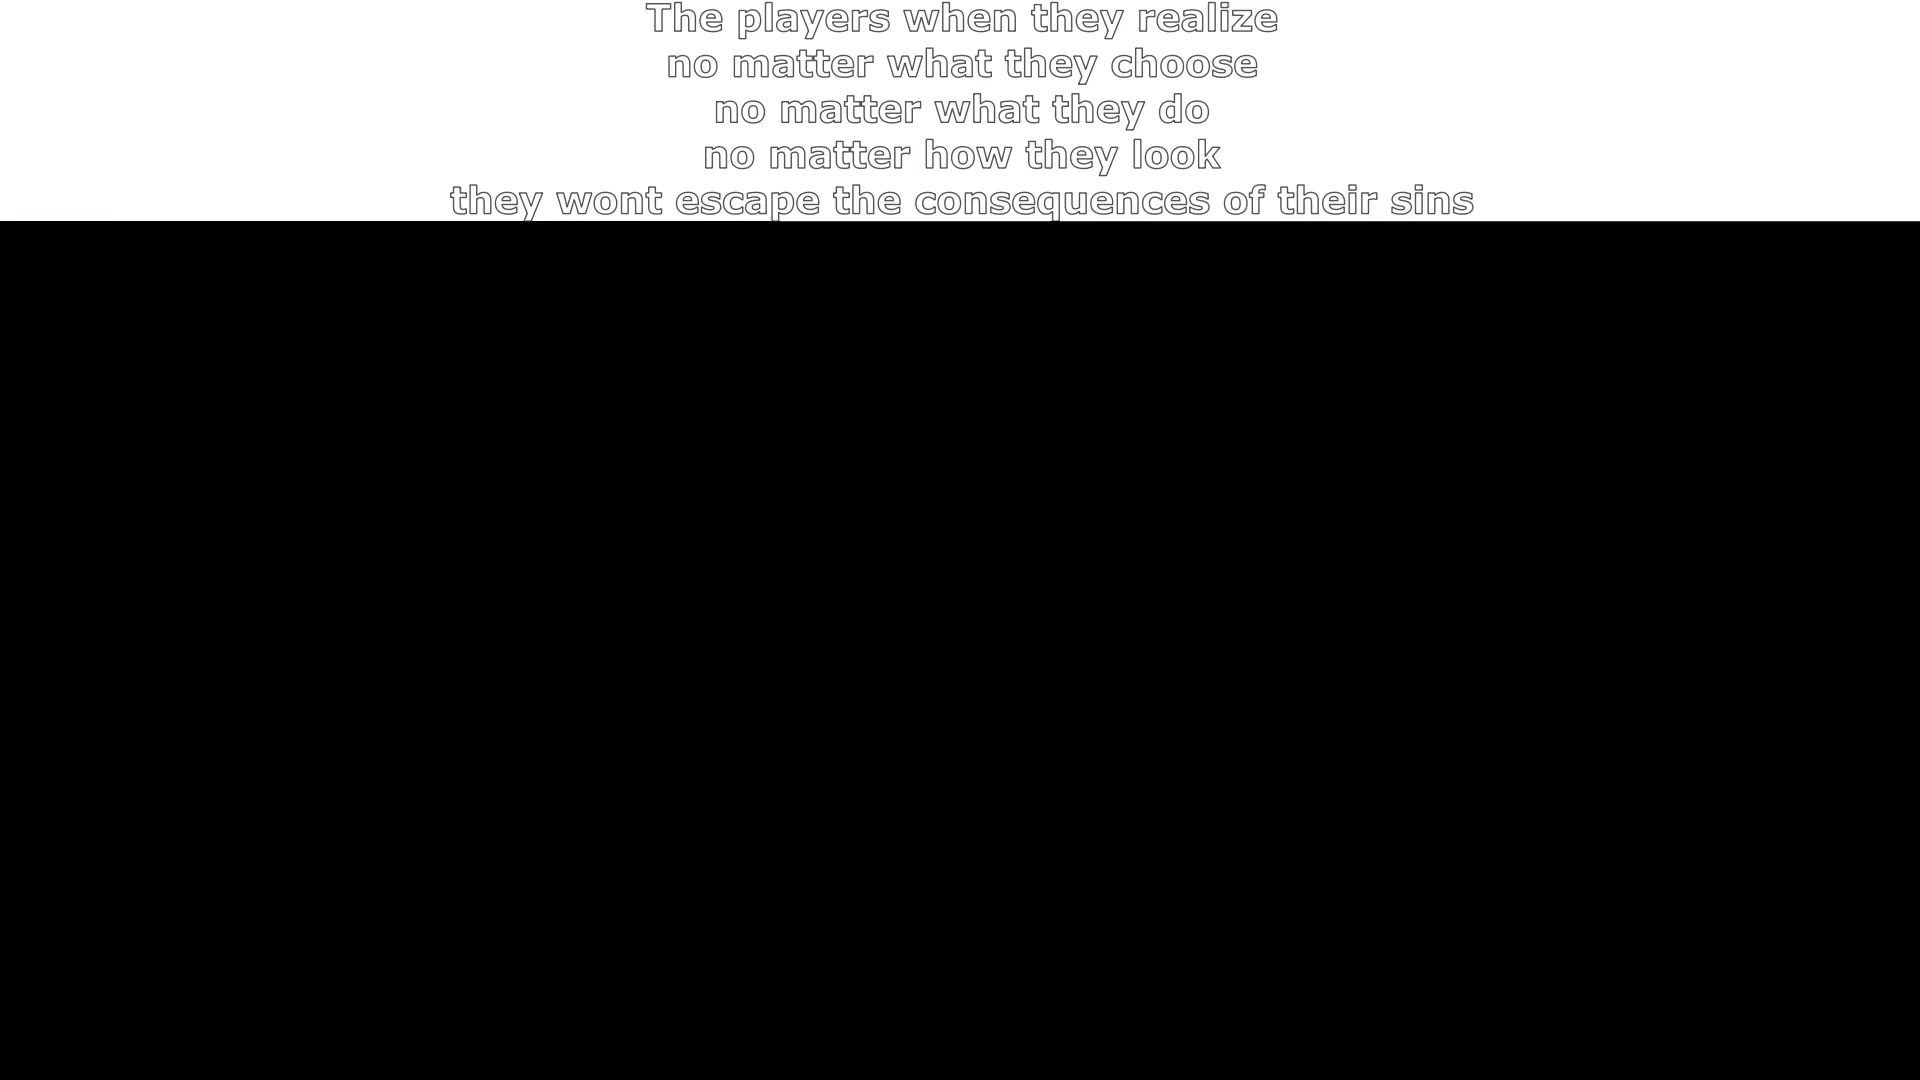 The players when they realize
no matter what they choose
no matter what they do
no matter how they look
they wont escape the consequences of their sins